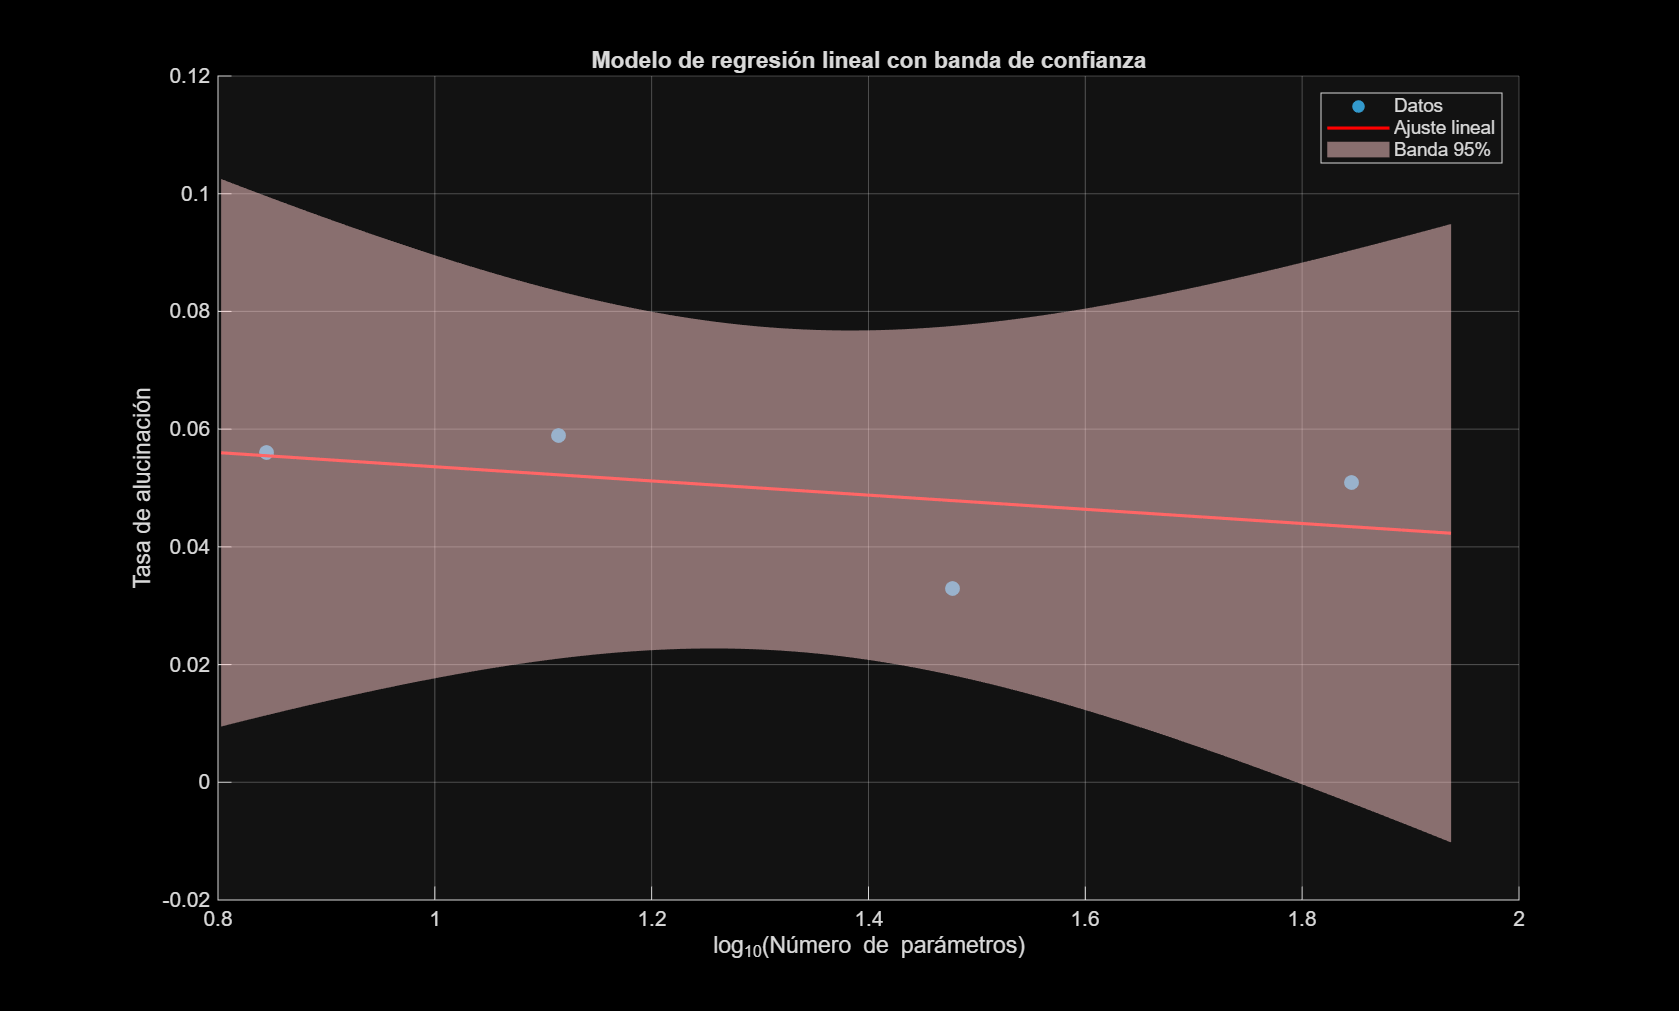 Modelo de regresión lineal con banda de confianza
Datos
Ajuste lineal
Banda 95%
0.12
0.1
0.08
0.06
0.04
0.02
0
-0.02
Tasa de alucinación
0.8
1
1.2
1.4
1.6
1.8
2
log₁₀(Número de parámetros)